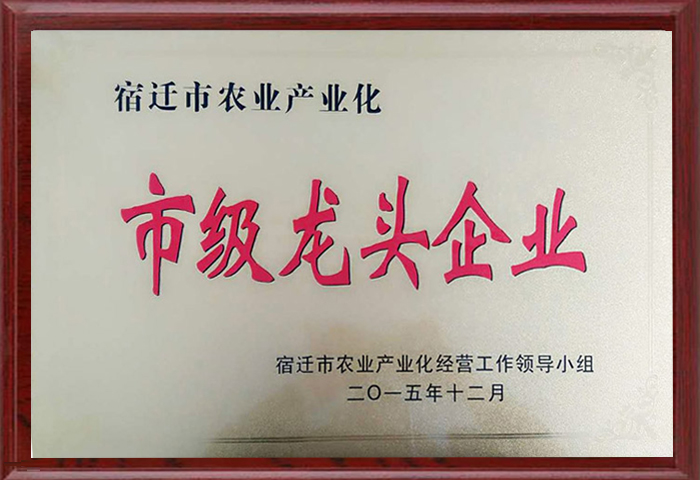 宿迁市农业产业化
市级龙头企业
宿迁市农业产业化经营工作领导小组
二〇一五年十二月